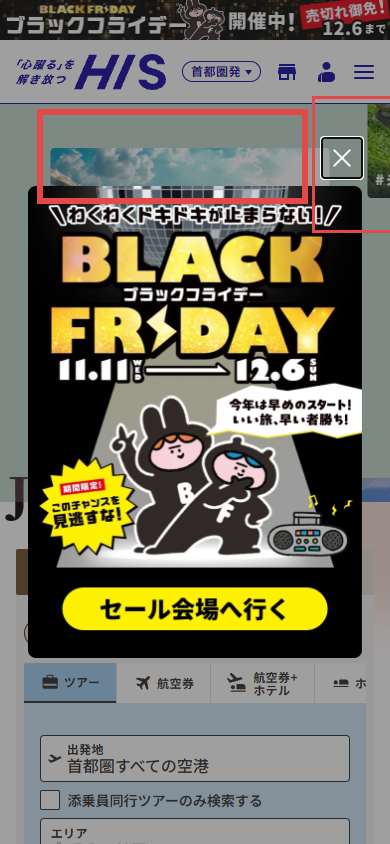 BLACK FRIDAY
ブラックフライデー
開催中!
売切れ御免!
12.6まで
「心躍る」を
解き放つ
HIS
首都圏発
#
\わくわくドキドキが止まらない!/
BLACK
ブラックフライデー
FRIDAY
11.11 WED 12.6 SUN
今年は早めのスタート!
いい旅、早い者勝ち!
期間限定!
このチャンスを
見逃すな!
B
F
セール会場へ行く
J
ツアー
航空券
航空券+
ホテル
ホ
出発地
首都圏すべての空港
添乗員同行ツアーのみ検索する
エリア